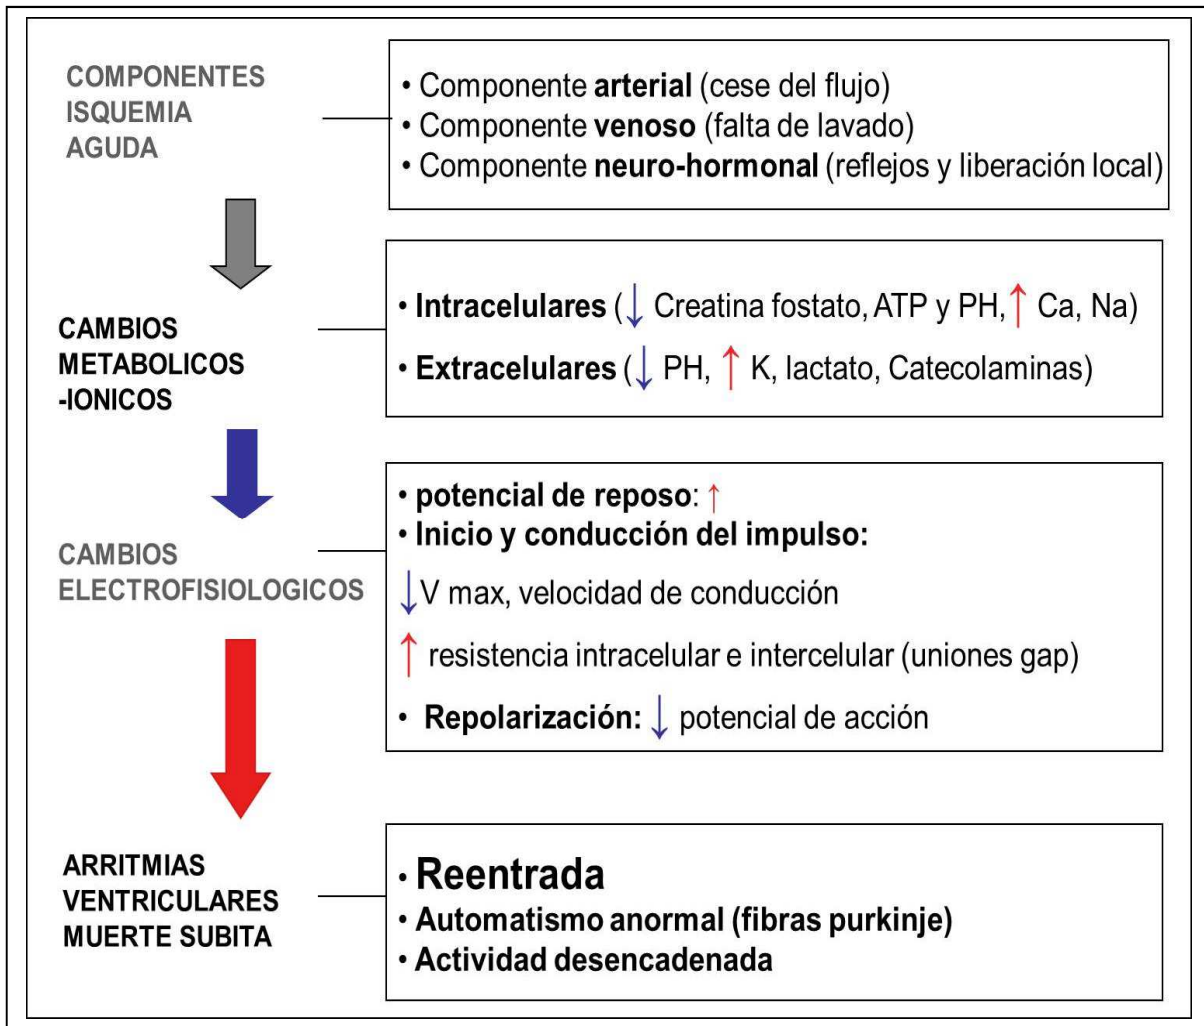 COMPONENTES
ISQUEMIA
AGUDA
• Componente arterial (cese del flujo)
• Componente venoso (falta de lavado)
• Componente neuro-hormonal (reflejos y liberación local)
CAMBIOS
METABOLICOS
-IONICOS
• Intracelulares (↓ Creatina fostato, ATP y PH, ↑ Ca, Na)
• Extracelulares (↓ PH, ↑ K, lactato, Catecolaminas)
CAMBIOS
ELECTROFISIOLOGICOS
• potencial de reposo: ↑
• Inicio y conducción del impulso:
↓V max, velocidad de conducción
↑ resistencia intracelular e intercelular (uniones gap)
• Repolarización: ↓ potencial de acción
ARRITMIAS
VENTRICULARES
MUERTE SUBITA
• Reentrada
• Automatismo anormal (fibras purkinje)
• Actividad desencadenada